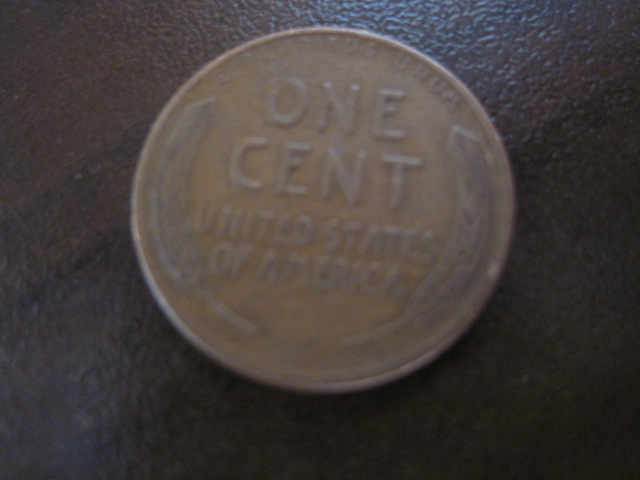 ONE
CENT
UNITED STATES
OF AMERICA